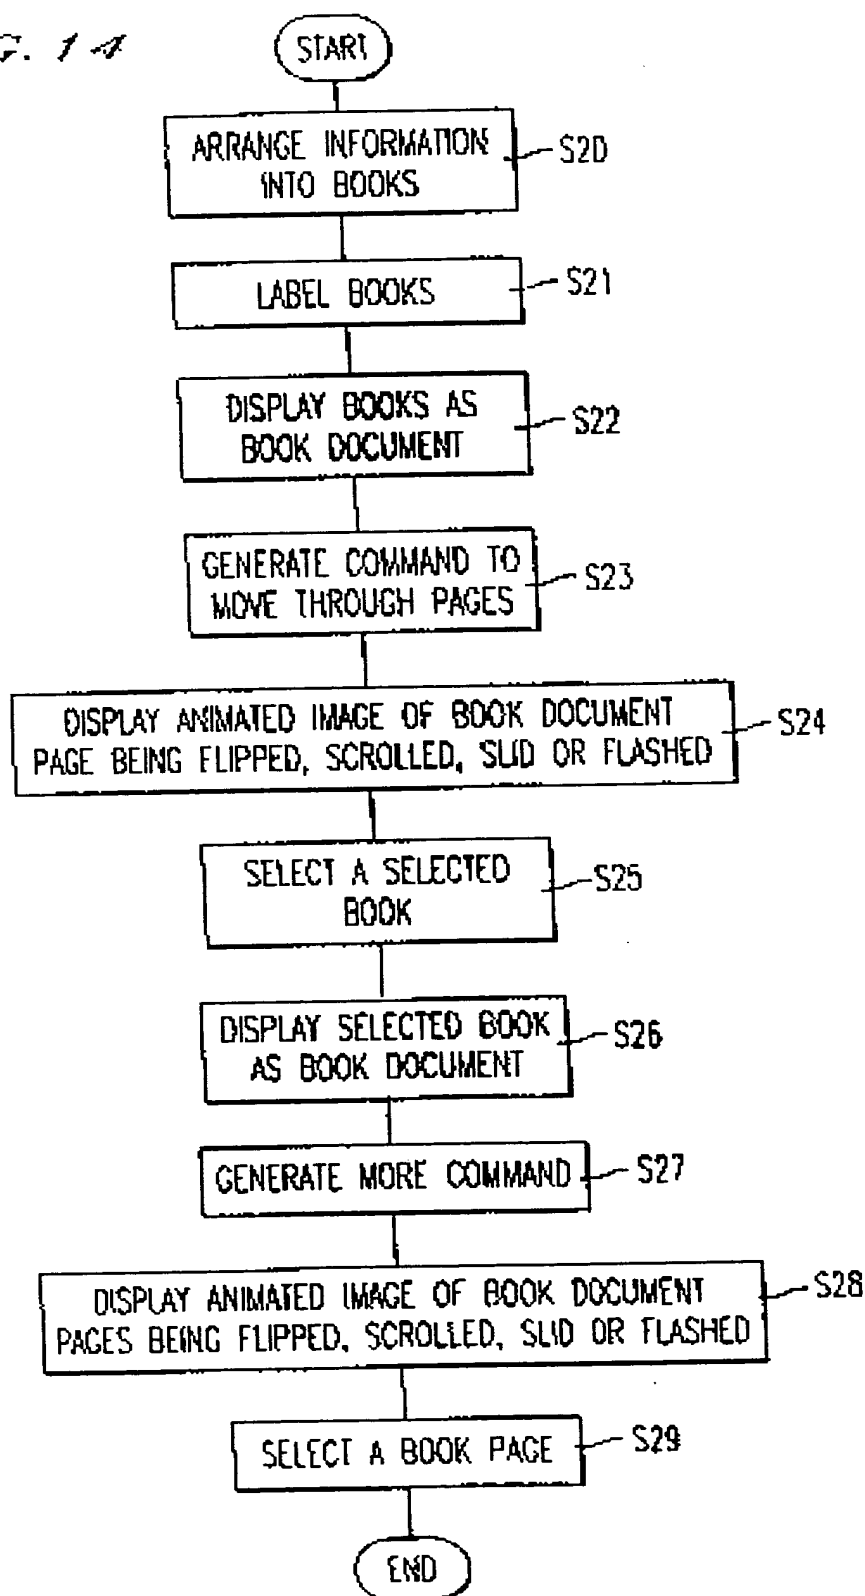 G. 14
START
ARRANGE INFORMATION
INTO BOOKS
S20
LABEL BOOKS
S21
DISPLAY BOOKS AS
BOOK DOCUMENT
S22
GENERATE COMMAND TO
MOVE THROUGH PAGES
S23
DISPLAY ANIMATED IMAGE OF BOOK DOCUMENT
PAGE BEING FLIPPED, SCROLLED, SLID OR FLASHED
S24
SELECT A SELECTED
BOOK
S25
DISPLAY SELECTED BOOK
AS BOOK DOCUMENT
S26
GENERATE MORE COMMAND
S27
DISPLAY ANIMATED IMAGE OF BOOK DOCUMENT
PAGES BEING FLIPPED, SCROLLED, SLID OR FLASHED
S28
SELECT A BOOK PAGE
S29
END